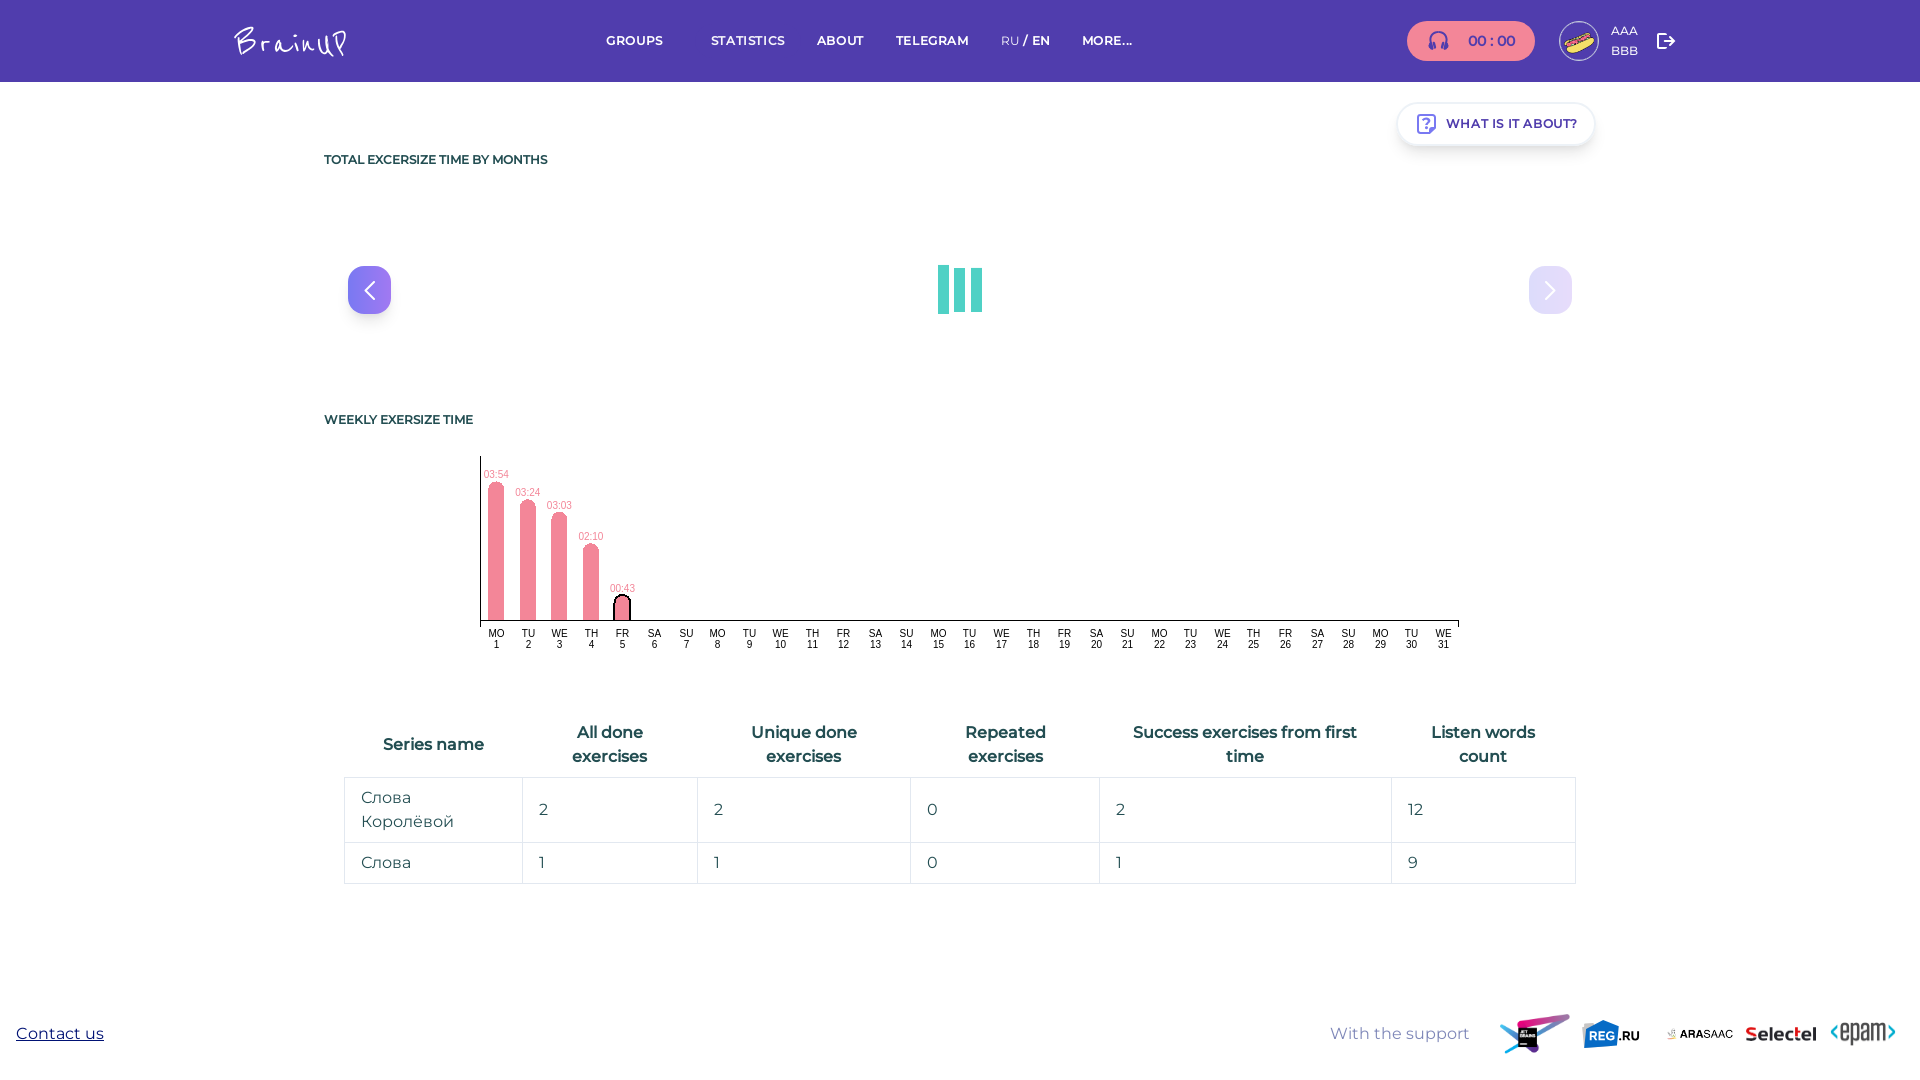 BrainUP
GROUPS STATISTICS ABOUT TELEGRAM RU / EN MORE...
00 : 00
AAA
BBB
WHAT IS IT ABOUT?
TOTAL EXCERSIZE TIME BY MONTHS
WEEKLY EXERSIZE TIME
03:54 03:24 03:03 02:10 00:43
MO TU WE TH FR SA SU MO TU WE TH FR SA SU MO TU WE TH FR SA SU MO TU WE TH FR SA SU MO TU WE
1 2 3 4 5 6 7 8 9 10 11 12 13 14 15 16 17 18 19 20 21 22 23 24 25 26 27 28 29 30 31
Series name All done exercises Unique done exercises Repeated exercises Success exercises from first time Listen words count
Слова Королёвой 2 2 0 2 12
Слова 1 1 0 1 9
Contact us
With the support
JET BRAINS
REG.RU
ARASAAC
Selectel
<epam>